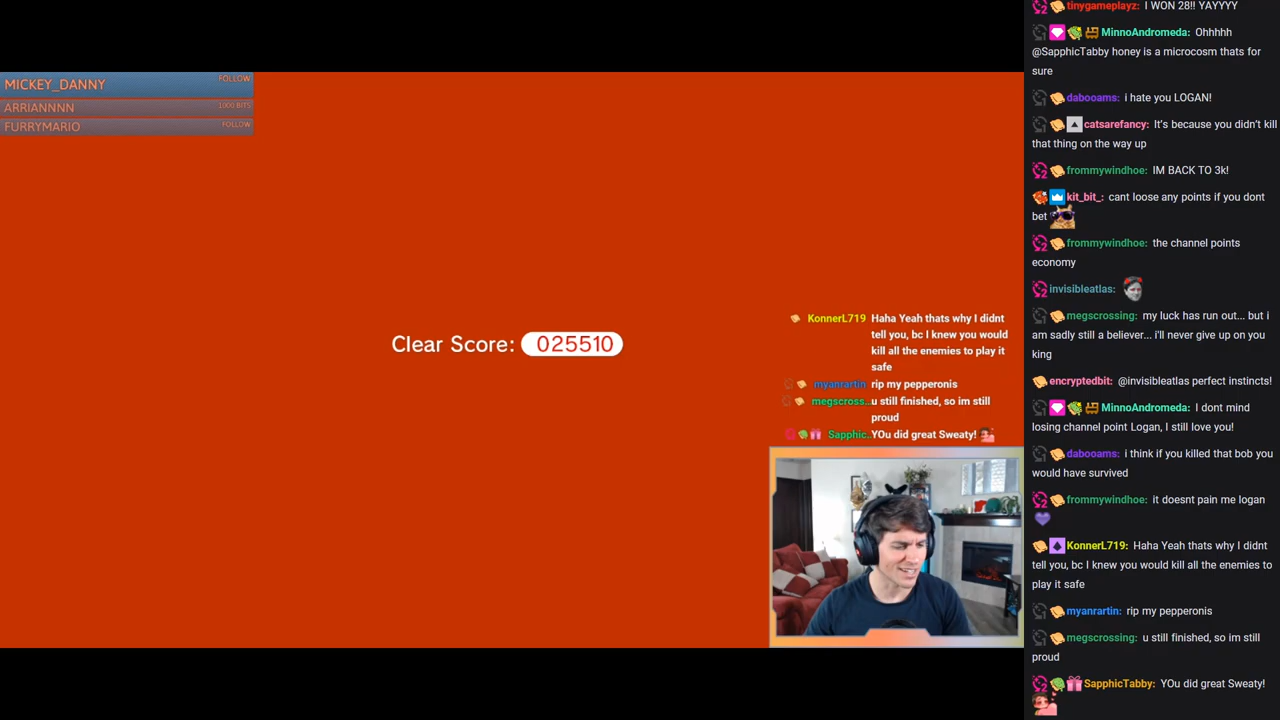 MICKEY_DANNY FOLLOW
ARRIANNNN 1000 BITS
FURRYMARIO FOLLOW
Clear Score: 025510
KonnerL719 Haha Yeah thats why I didnt
tell you, bc I knew you would
kill all the enemies to play it
safe
myanrartin rip my pepperonis
megscross.. u still finished, so im still
proud
Sapphic.. YOu did great Sweaty!
tinygameplayz: I WON 28!! YAYYYY
MinnoAndromeda: Ohhhhh
@SapphicTabby honey is a microcosm thats for
sure
dabooams: i hate you LOGAN!
catsarefancy: It's because you didn't kill
that thing on the way up
frommywindhoe: IM BACK TO 3k!
kit_bit_: cant loose any points if you dont
bet
frommywindhoe: the channel points
economy
invisibleatlas:
megscrossing: my luck has run out... but i
am sadly still a believer... i'll never give up on you
king
encryptedbit: @invisibleatlas perfect instincts!
MinnoAndromeda: I dont mind
losing channel point Logan, I still love you!
dabooams: i think if you killed that bob you
would have survived
frommywindhoe: it doesnt pain me logan
KonnerL719: Haha Yeah thats why I didnt
tell you, bc I knew you would kill all the enemies to
play it safe
myanrartin: rip my pepperonis
megscrossing: u still finished, so im still
proud
SapphicTabby: YOu did great Sweaty!